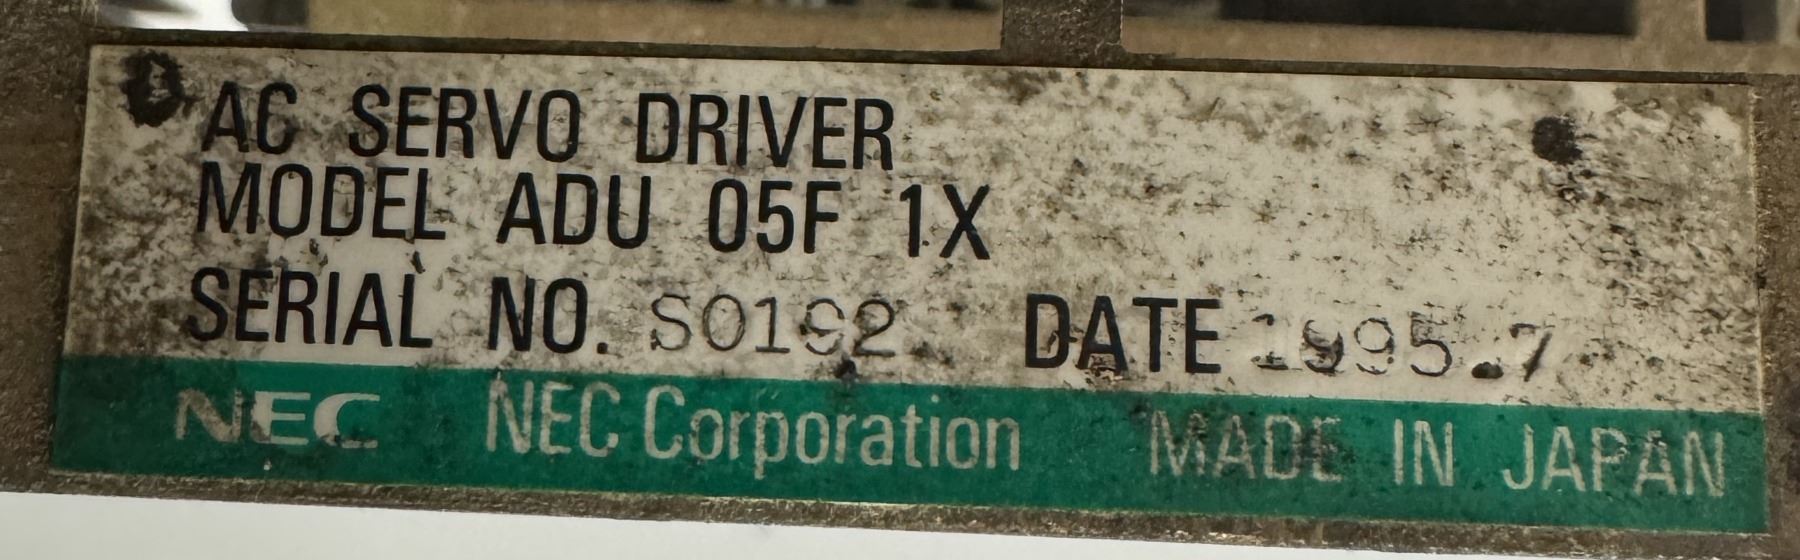 AC SERVO DRIVER
MODEL ADU 05F 1X
SERIAL NO. S0192 DATE 1995.7
NEC NEC Corporation MADE IN JAPAN